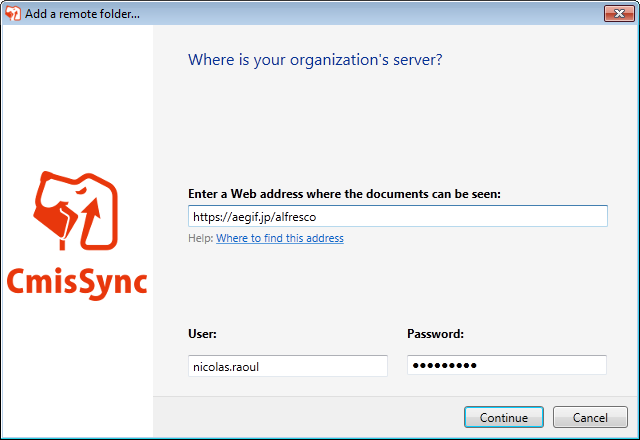 Add a remote folder...
Where is your organization's server?
Enter a Web address where the documents can be seen:
https://aegif.jp/alfresco
Help: Where to find this address
CmisSync
User: Password:
nicolas.raoul ●●●●●●●●●
Continue Cancel